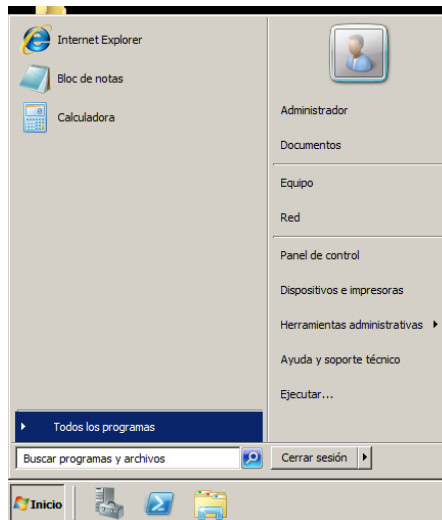 Internet Explorer
Bloc de notas
Calculadora
Todos los programas
Buscar programas y archivos
Administrador
Documentos
Equipo
Red
Panel de control
Dispositivos e impresoras
Herramientas administrativas
Ayuda y soporte técnico
Ejecutar...
Cerrar sesión
Inicio